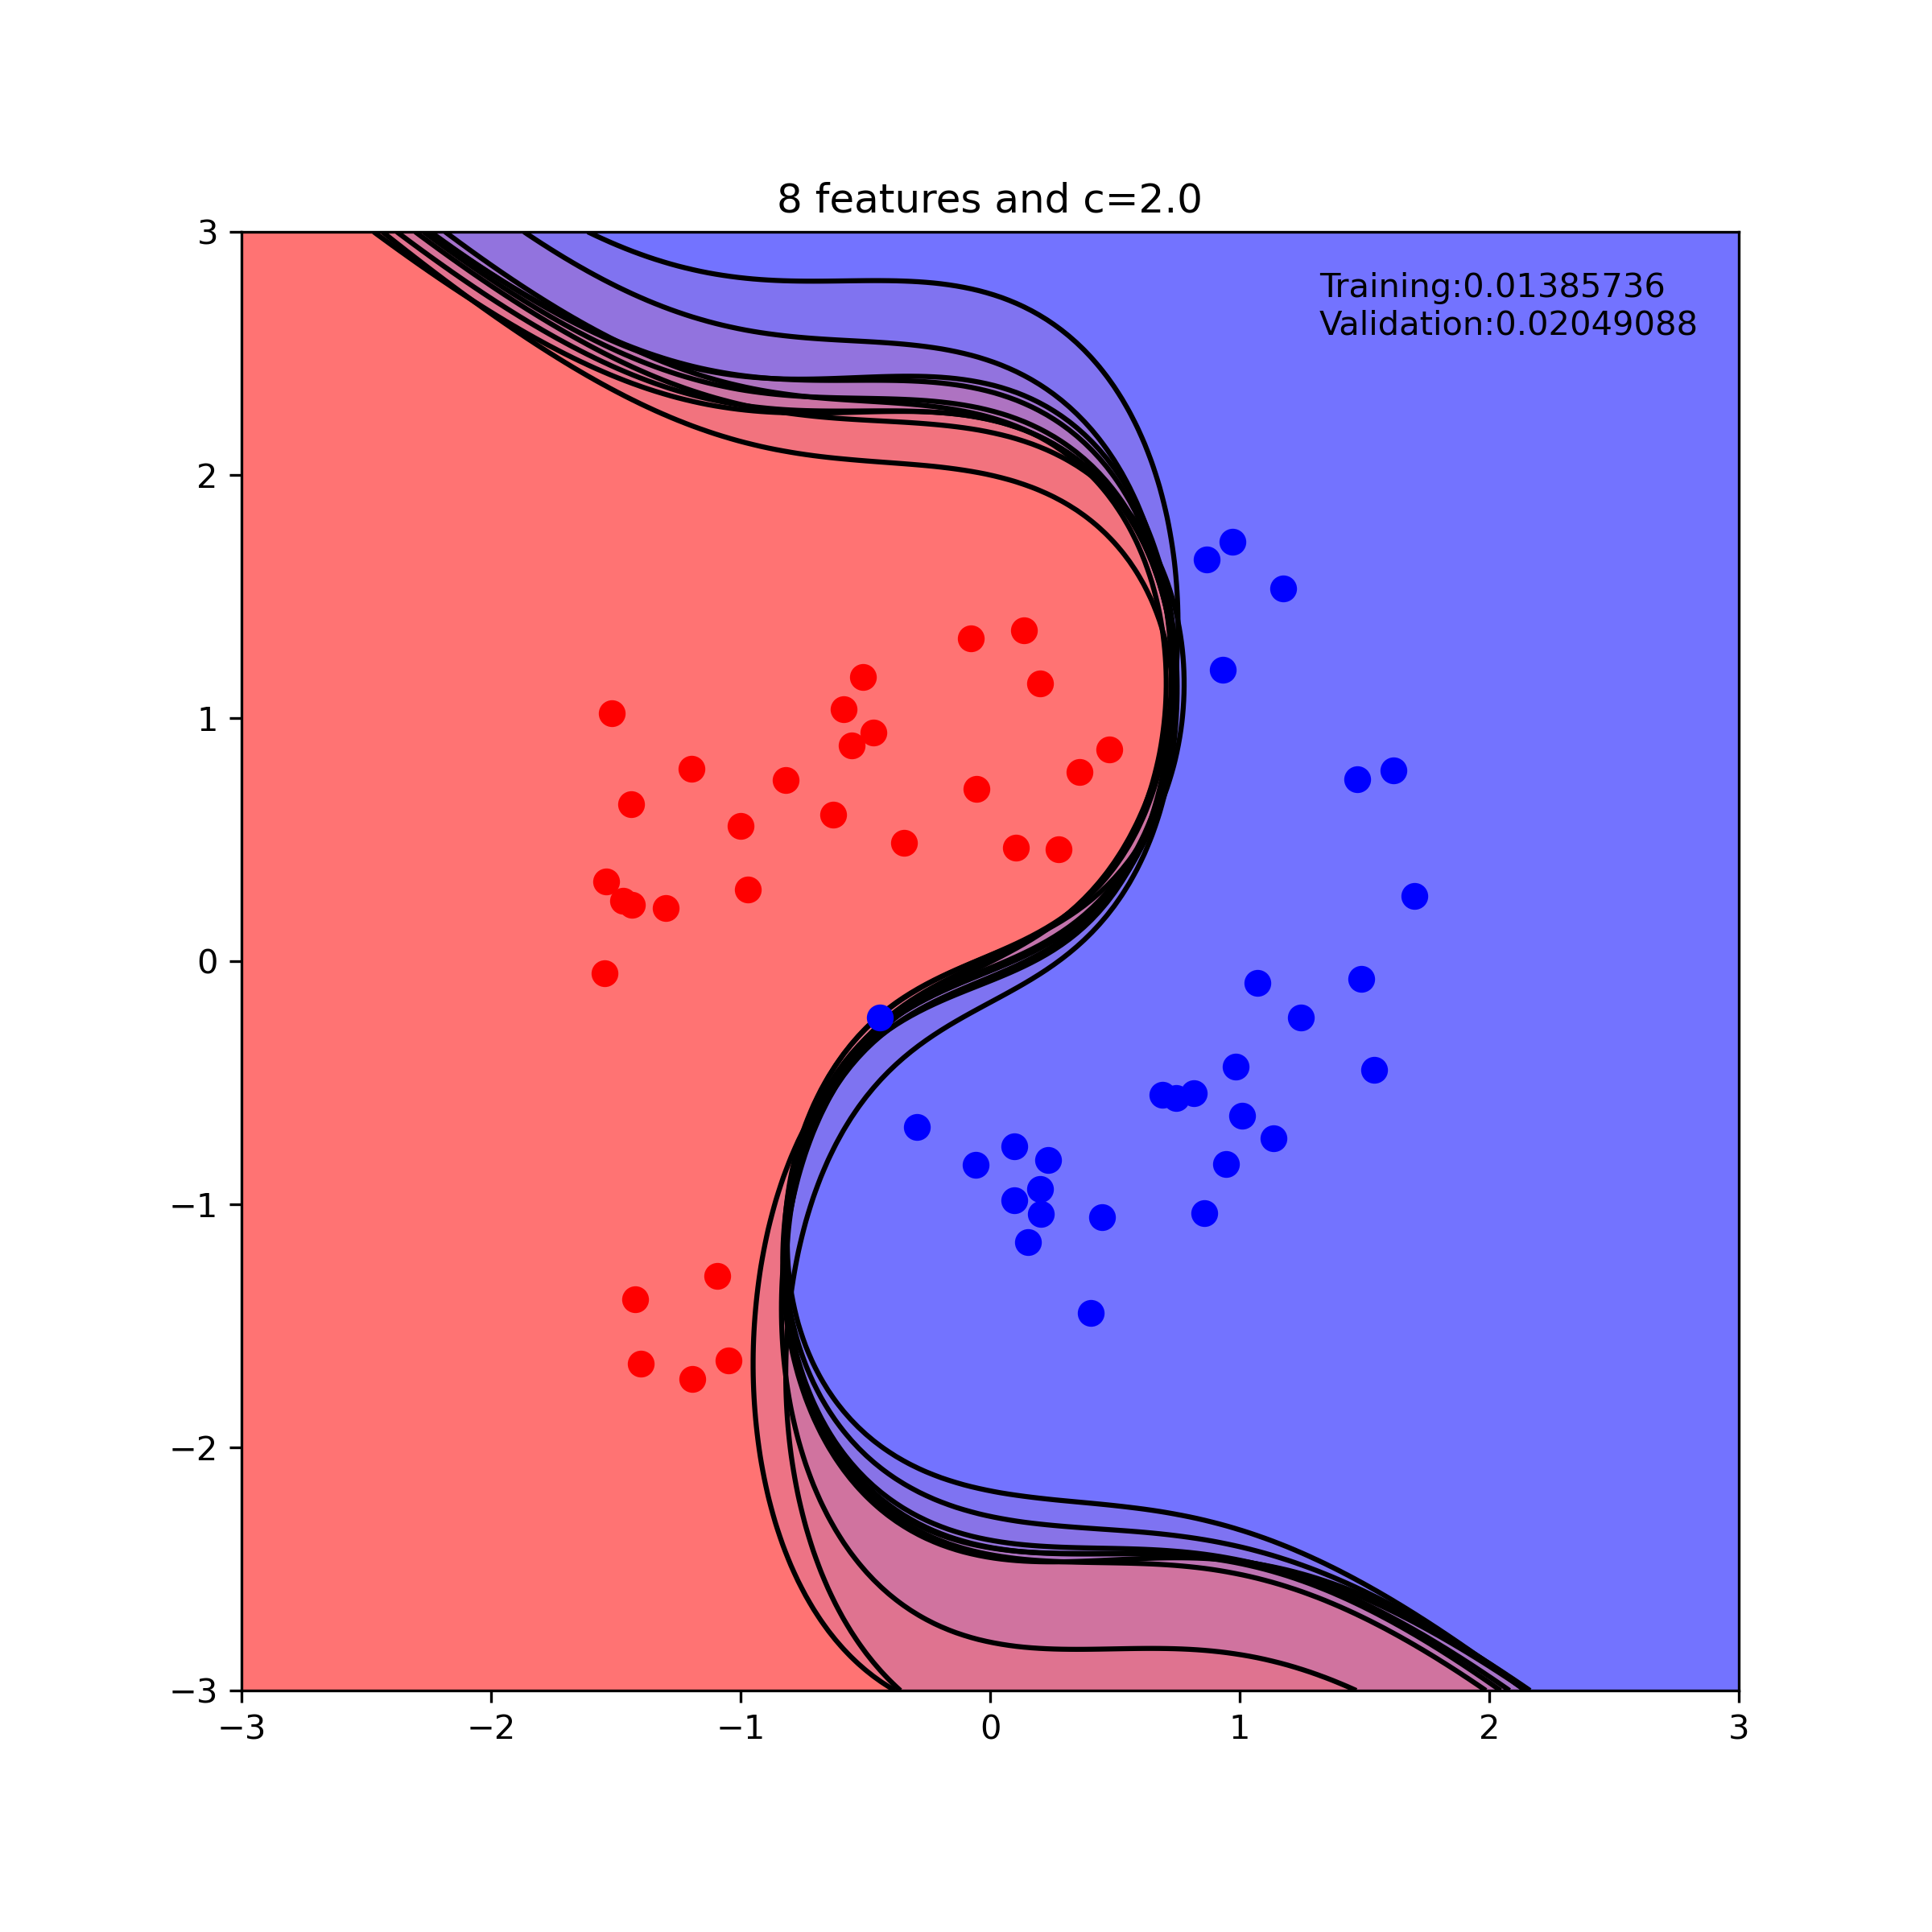 8 features and c=2.0
Training:0.01385736
Validation:0.02049088
3
2
1
0
−1
−2
−3
−3 −2 −1 0 1 2 3